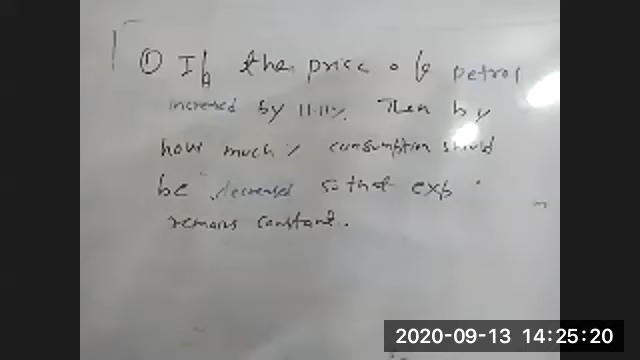 ① If the price of petrol
increased by 11.11%. Then by
how much % consumption should
be decreased so that exp
remains constant.
2020-09-13 14:25:20